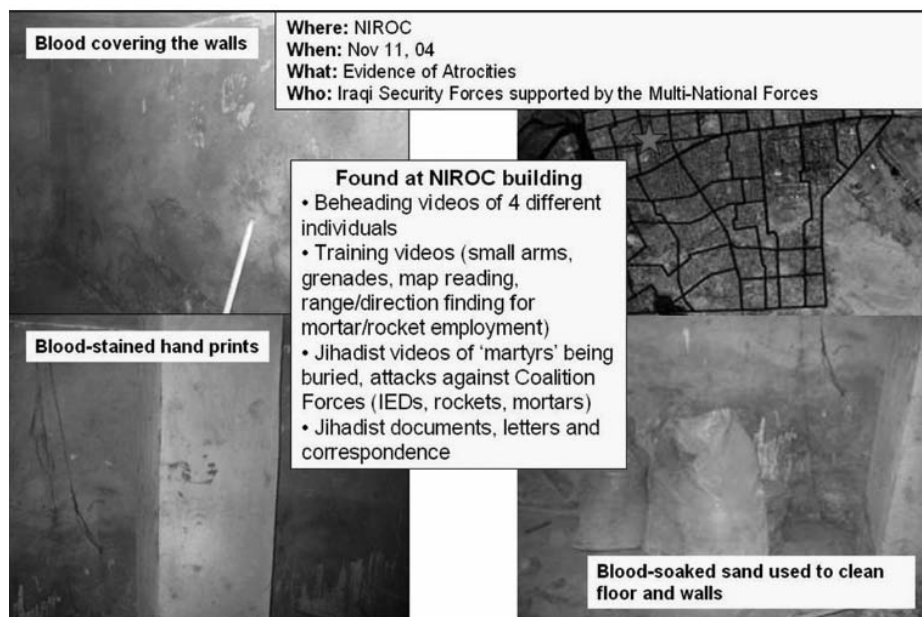 Blood covering the walls
Where: NIROC
When: Nov 11, 04
What: Evidence of Atrocities
Who: Iraqi Security Forces supported by the Multi-National Forces
Found at NIROC building
• Beheading videos of 4 different
individuals
• Training videos (small arms,
grenades, map reading,
range/direction finding for
mortar/rocket employment)
• Jihadist videos of ‘martyrs’ being
buried, attacks against Coalition
Forces (IEDs, rockets, mortars)
• Jihadist documents, letters and
correspondence
Blood-stained hand prints
Blood-soaked sand used to clean
floor and walls